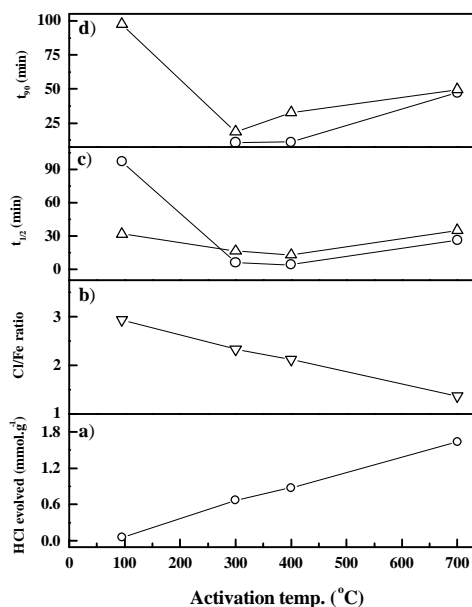 d)
t90 (min)
100
75
50
25
c)
t1/2 (min)
90
60
30
0
b)
Cl/Fe ratio
3
2
1
a)
HCl evolved (mmol.g-1)
1.8
1.2
0.6
0.0
0 100 200 300 400 500 600 700
Activation temp. (oC)